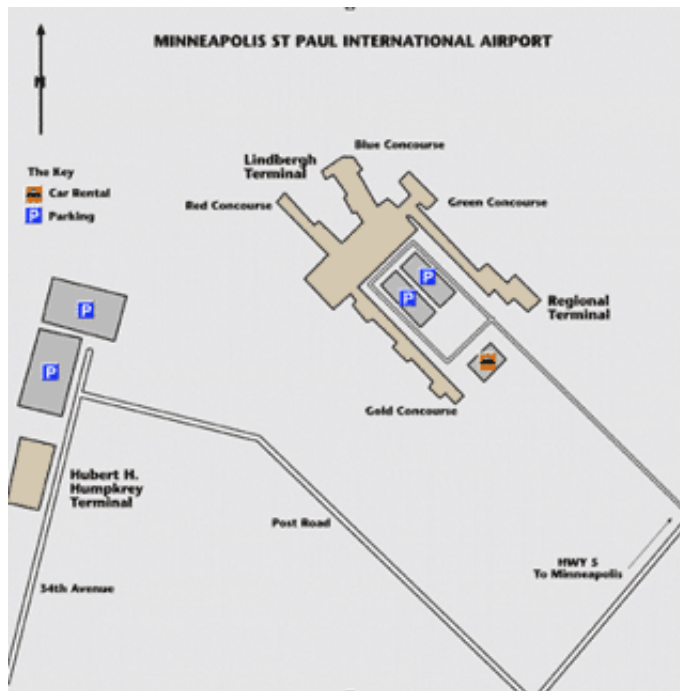 MINNEAPOLIS ST PAUL INTERNATIONAL AIRPORT
N
The Key
Car Rental
P Parking
Blue Concourse
Lindbergh
Terminal
Red Concourse
Green Concourse
P
P
Regional
Terminal
P
P
Gold Concourse
Hubert H.
Humpkrey
Terminal
Post Road
HWY 5
To Minneapolis
34th Avenue